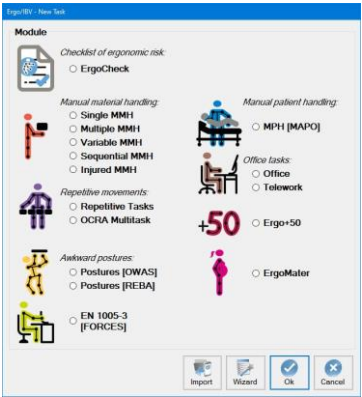 Ergo/IBV - New Task
Module
Checklist of ergonomic risk:
ErgoCheck
Manual material handling:
Single MMH
Multiple MMH
Variable MMH
Sequential MMH
Injured MMH
Repetitive movements:
Repetitive Tasks
OCRA Multitask
Awkward postures:
Postures [OWAS]
Postures [REBA]
EN 1005-3
[FORCES]
Manual patient handling:
MPH [MAPO]
Office tasks:
Office
Telework
+50
Ergo+50
ErgoMater
Import
Wizard
Ok
Cancel